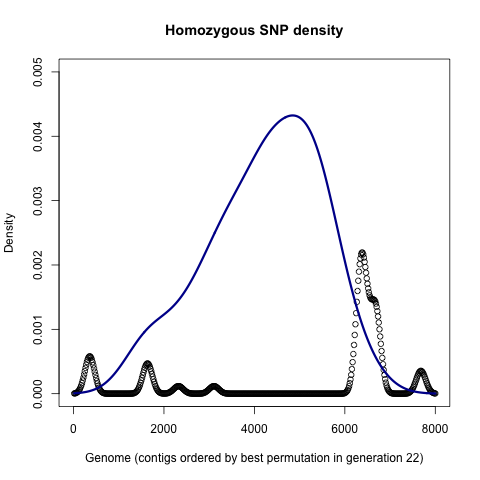 Homozygous SNP density
Density
0.005
0.004
0.003
0.002
0.001
0.000
0 2000 4000 6000 8000
Genome (contigs ordered by best permutation in generation 22)